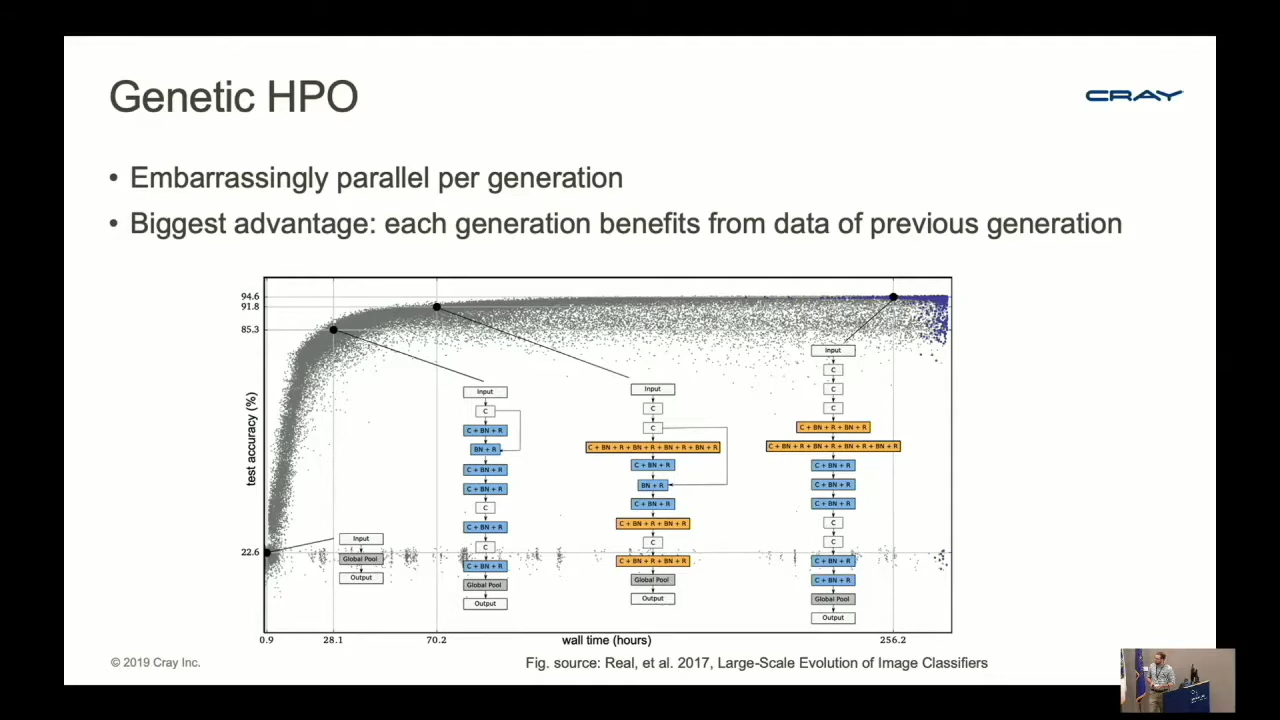 Genetic HPO
CRAY
• Embarrassingly parallel per generation
• Biggest advantage: each generation benefits from data of previous generation
94.6
91.8
85.3
22.6
test accuracy (%)
Input
Global Pool
Output
Input
C
C + BN + R
BN + R
C + BN + R
C + BN + R
C
C + BN + R
C
C + BN + R
Global Pool
Output
Input
C
C
C + BN + R + BN + R + BN + R + BN + R
C + BN + R
BN + R
C + BN + R
C + BN + R + BN + R
C
C + BN + R + BN + R
Global Pool
Output
Input
C
C
C
C + BN + R + BN + R
C + BN + R + BN + R + BN + R + BN + R
C + BN + R
C + BN + R
C + BN + R
C
C
C + BN + R
C + BN + R
Global Pool
Output
0.9
28.1
70.2
wall time (hours)
256.2
© 2019 Cray Inc.
Fig. source: Real, et al. 2017, Large-Scale Evolution of Image Classifiers